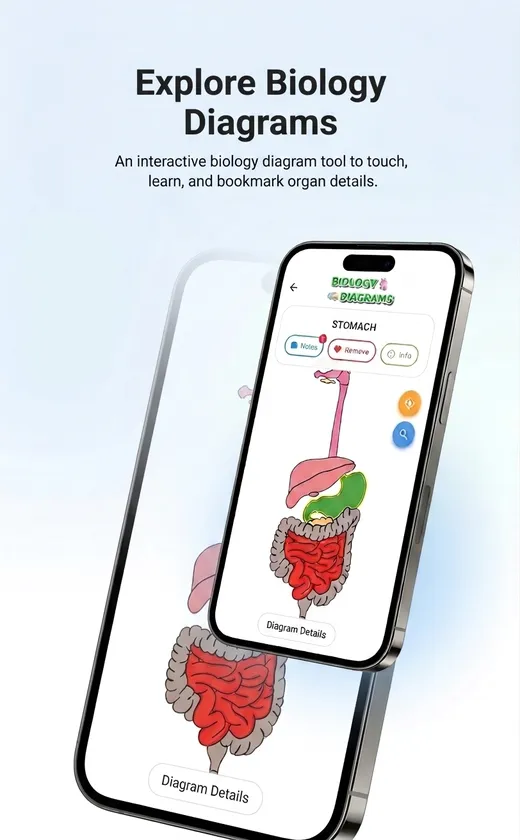 Explore Biology
Diagrams
An interactive biology diagram tool to touch,
learn, and bookmark organ details.
BIOLOGY
DIAGRAMS
STOMACH
Notes
Remove
Info
Diagram Details
Diagram Details